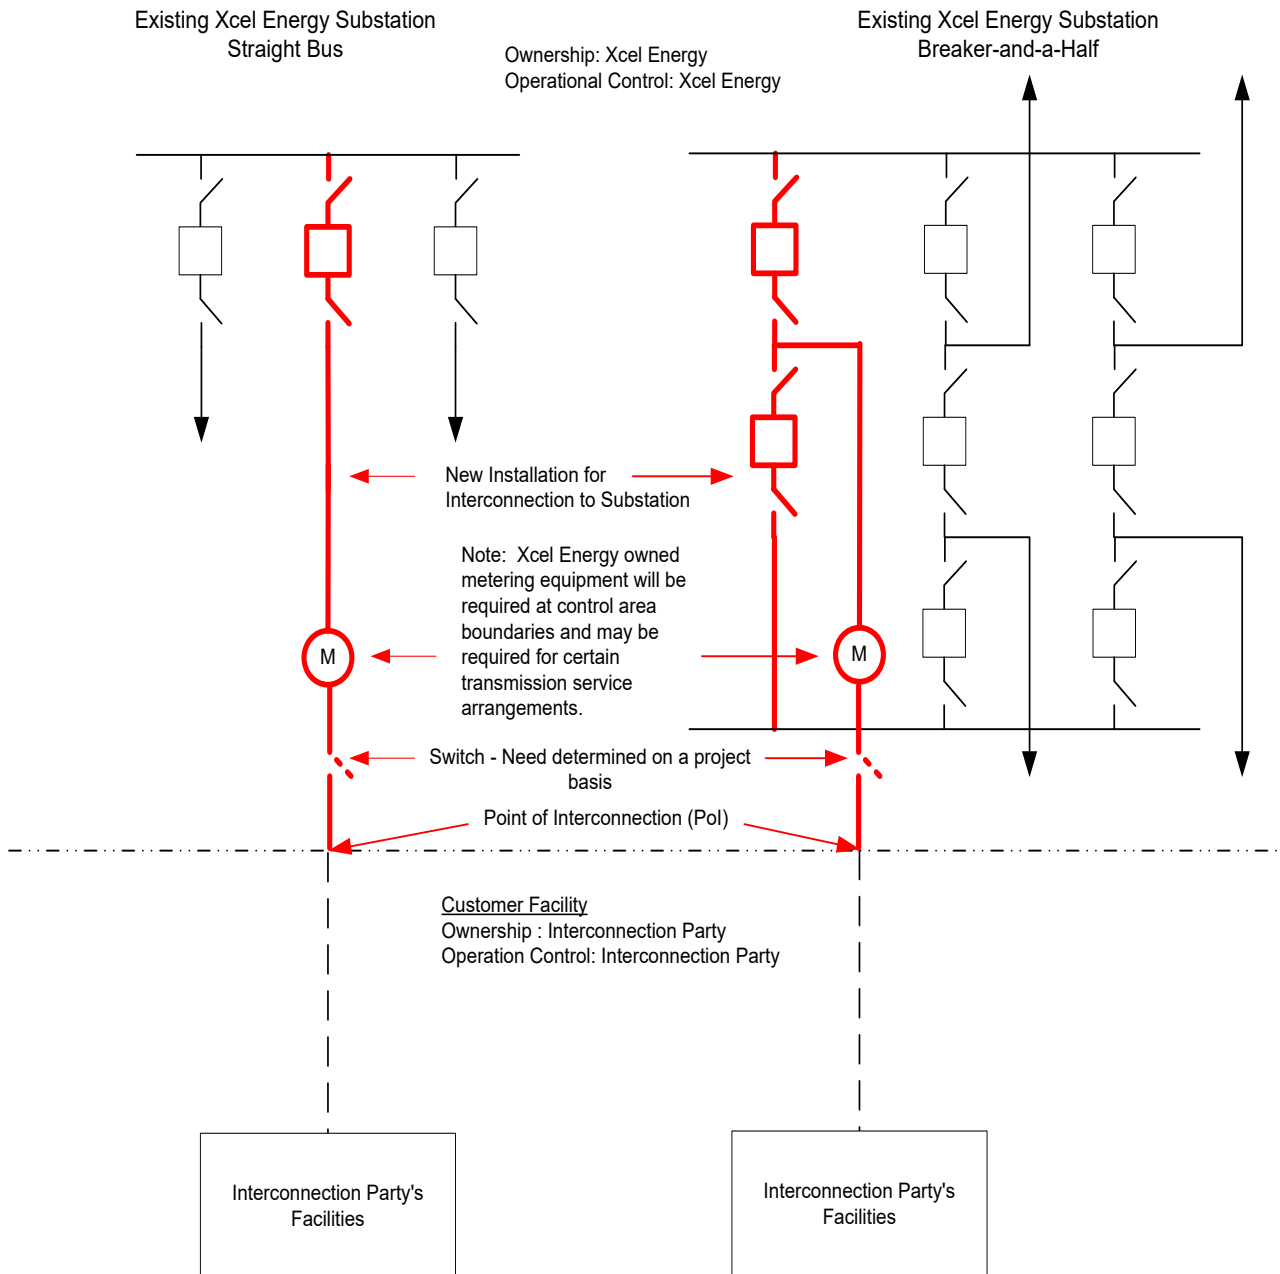 Existing Xcel Energy Substation
Straight Bus
Ownership: Xcel Energy
Operational Control: Xcel Energy
Existing Xcel Energy Substation
Breaker-and-a-Half
New Installation for
Interconnection to Substation
Note:  Xcel Energy owned
metering equipment will be
required at control area
boundaries and may be
required for certain
transmission service
arrangements.
M
M
Switch - Need determined on a project
basis
Point of Interconnection (PoI)
Customer Facility
Ownership : Interconnection Party
Operation Control: Interconnection Party
Interconnection Party's
Facilities
Interconnection Party's
Facilities